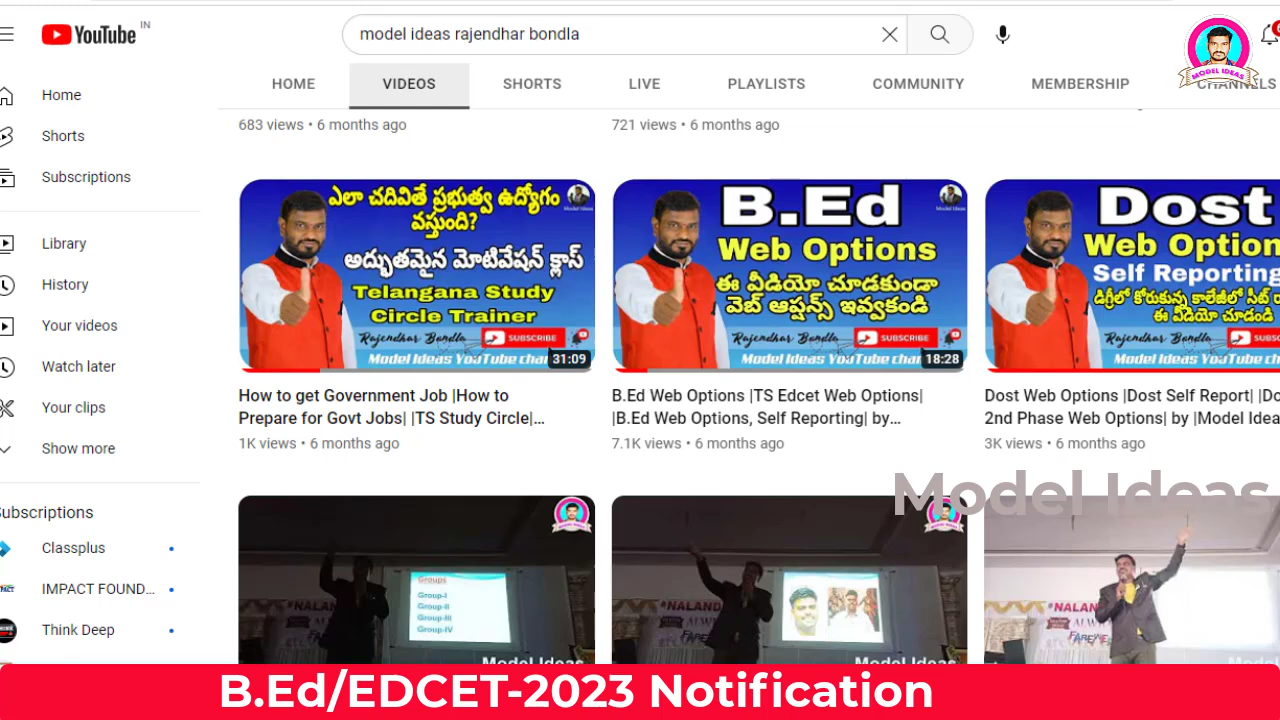 YouTube IN
model ideas rajendhar bondla
MODEL IDEAS
HOME VIDEOS SHORTS LIVE PLAYLISTS COMMUNITY MEMBERSHIP CHANNELS
Home
Shorts
Subscriptions
Library
History
Your videos
Watch later
Your clips
Show more
Subscriptions
Classplus
IMPACT FOUND...
Think Deep
683 views • 6 months ago
721 views • 6 months ago
ఎలా చదివితే ప్రభుత్వ ఉద్యోగం
వస్తుంది?
అద్భుతమైన మోటివేషన్ క్లాస్
Telangana Study
Circle Trainer
Rajendhar Bandla SUBSCRIBE
Model Ideas YouTube chan
31:09
How to get Government Job |How to
Prepare for Govt Jobs| |TS Study Circle|...
1K views • 6 months ago
B.Ed
Web Options
ఈ వీడియో చూడకుండా
వెబ్ ఆప్షన్స్ ఇవ్వకండి
Rajendhar Bandla SUBSCRIBE
Model Ideas YouTube chan
18:28
B.Ed Web Options |TS Edcet Web Options|
|B.Ed Web Options, Self Reporting| by...
7.1K views • 6 months ago
Dost
Web Option
Self Reporting
డిగ్రీలో కోరుకున్న కాలేజీలో సీట్
ఈ వీడియో చూడండి
Rajendhar Bandla SUBSC
Model Ideas YouTube
Dost Web Options |Dost Self Report| |Do
2nd Phase Web Options| by |Model Idea
3K views • 6 months ago
Model Ideas
Groups
Group-I
Group-II
Group-III
Group-IV
#NALAND
Model Ideas
#NALAND
Model Ideas
#NALAND
B.Ed/EDCET-2023 Notification